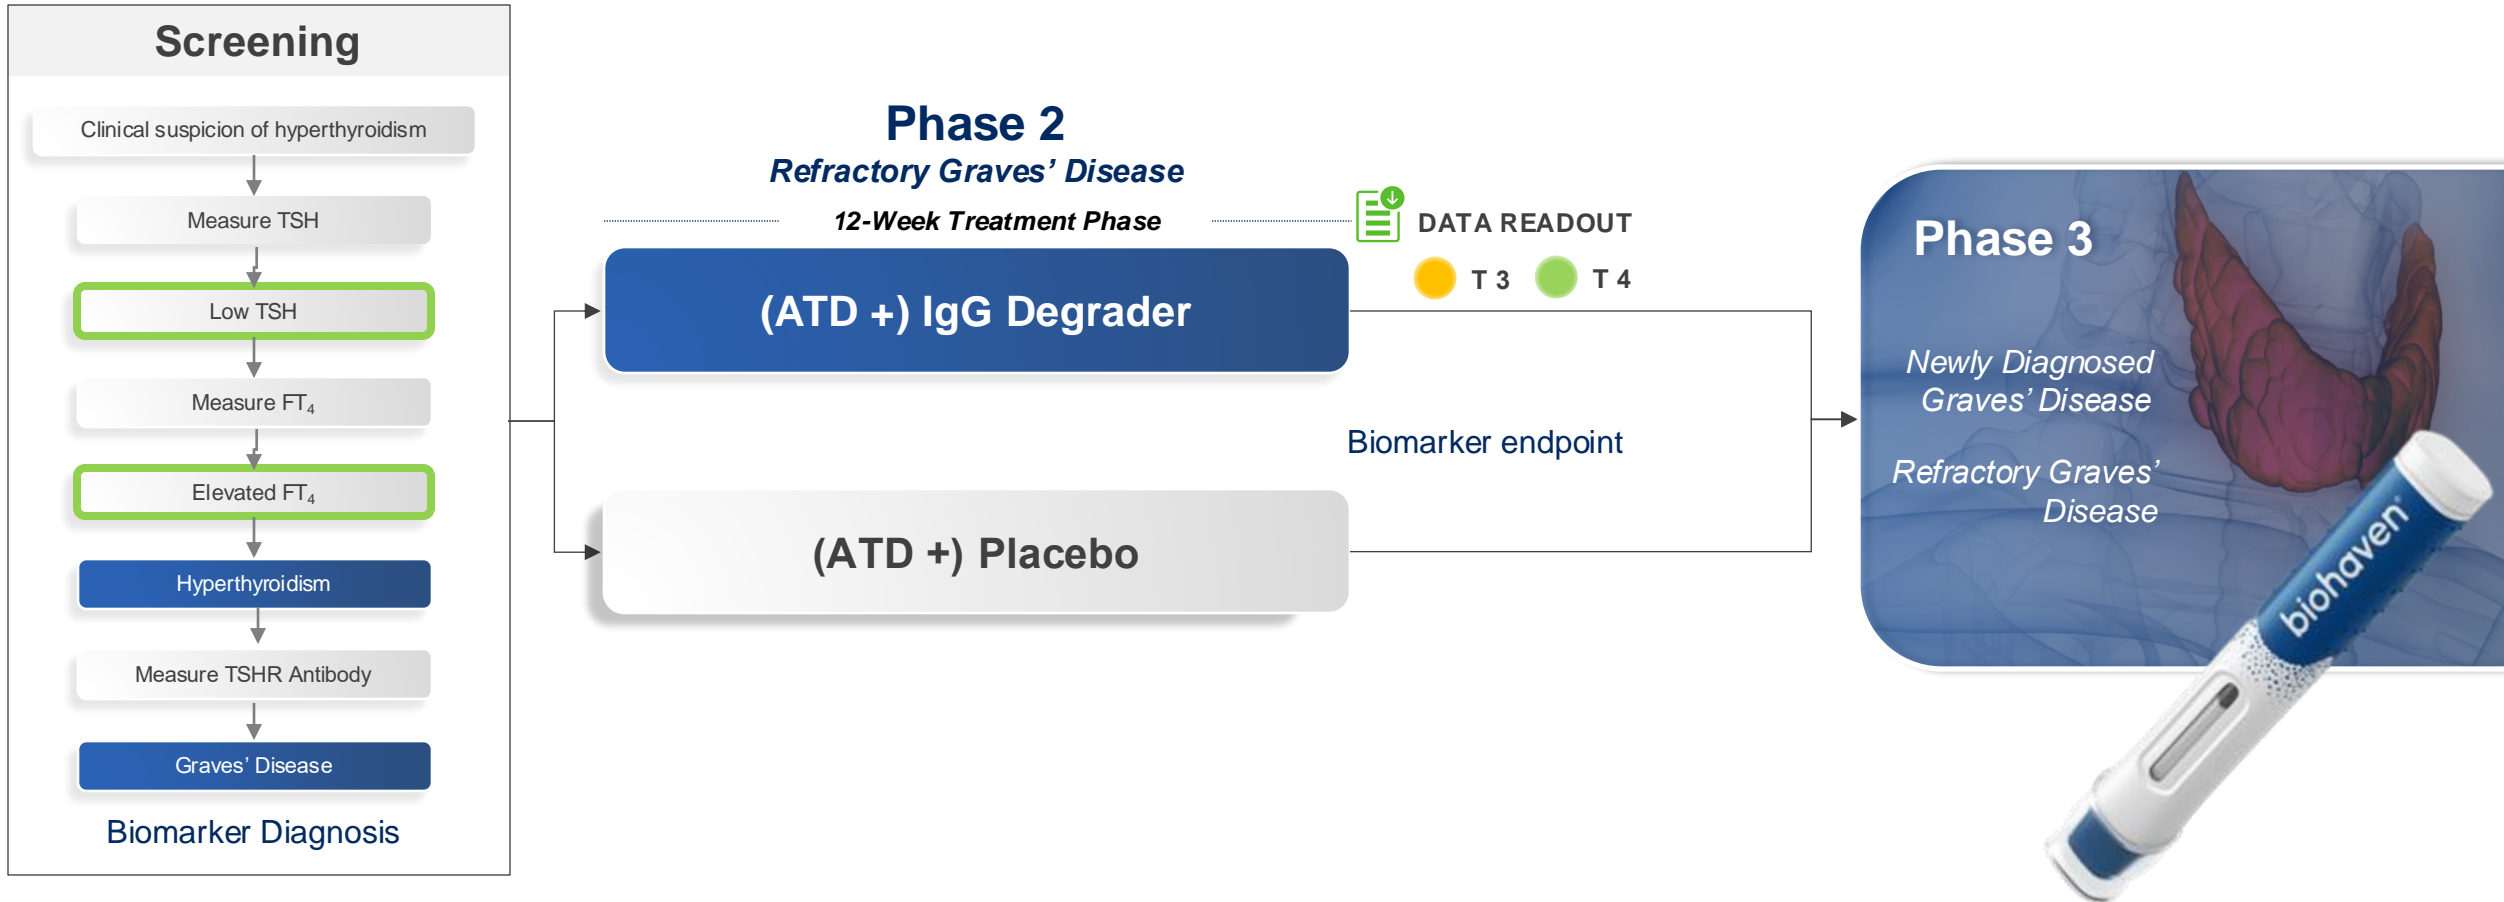 Screening
Clinical suspicion of hyperthyroidism
Measure TSH
Low TSH
Measure FT₄
Elevated FT₄
Hyperthyroidism
Measure TSHR Antibody
Graves’ Disease
Biomarker Diagnosis
Phase 2
Refractory Graves’ Disease
12-Week Treatment Phase
(ATD +) IgG Degrader
(ATD +) Placebo
DATA READOUT
T 3 T 4
Biomarker endpoint
Phase 3
Newly Diagnosed
Graves’ Disease
Refractory Graves’
Disease
biohaven